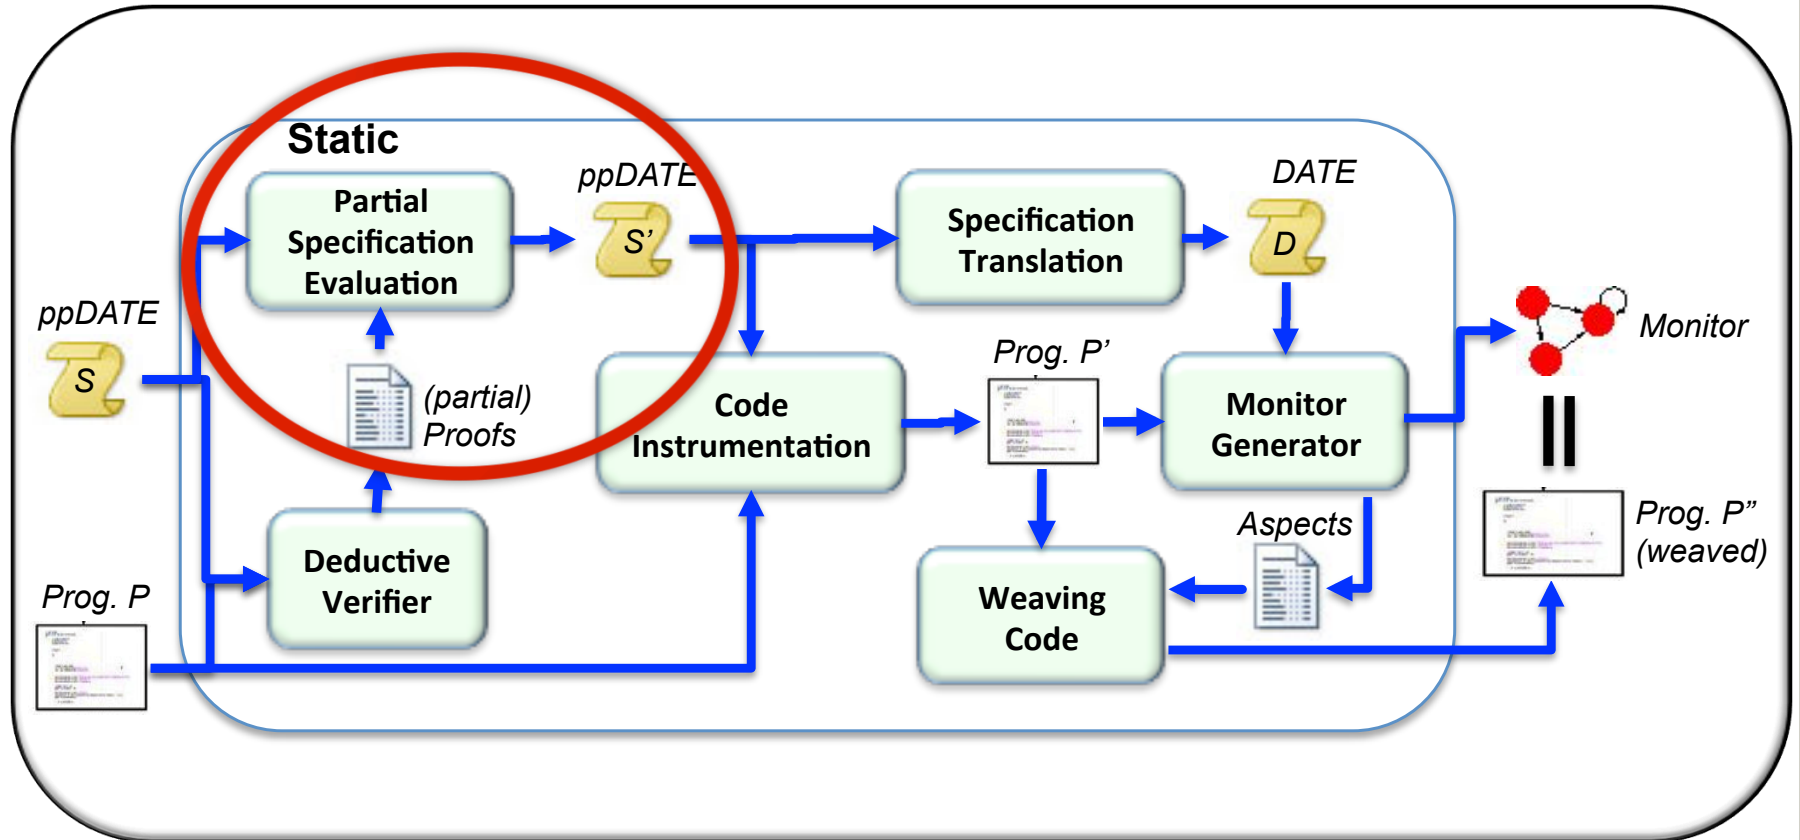 Static
Partial
Specification
Evaluation
ppDATE
S’
Specification
Translation
DATE
D
ppDATE
S
(partial)
Proofs
Code
Instrumentation
Prog. P’
Monitor
Generator
Monitor
Deductive
Verifier
Prog. P
Weaving
Code
Aspects
Prog. P”
(weaved)